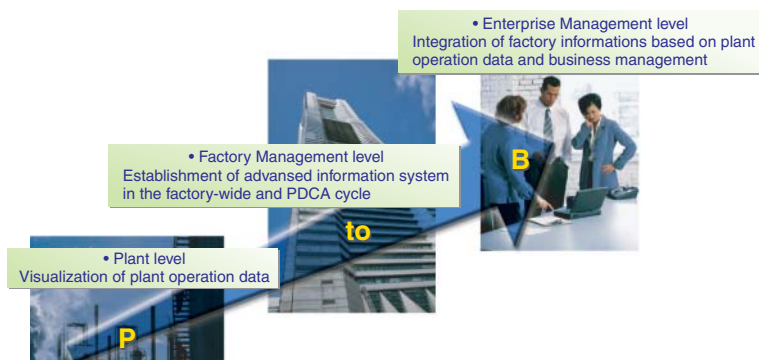 • Enterprise Management level
Integration of factory informations based on plant
operation data and business management
B
• Factory Management level
Establishment of advansed information system
in the factory-wide and PDCA cycle
to
• Plant level
Visualization of plant operation data
P